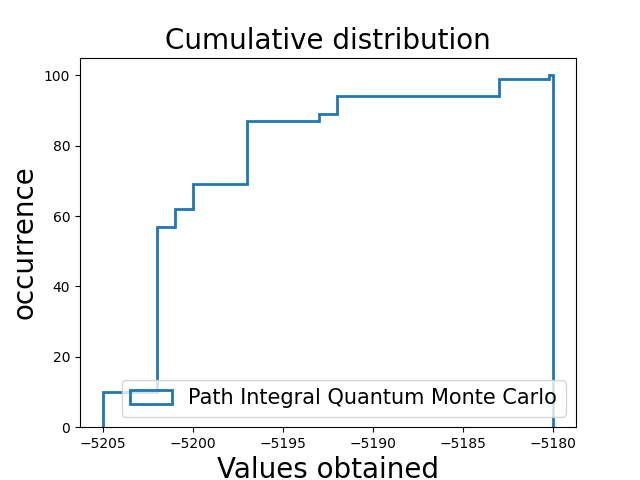 Cumulative distribution
occurrence
100
80
60
40
20
0
Path Integral Quantum Monte Carlo
−5205 −5200 −5195 −5190 −5185 −5180
Values obtained